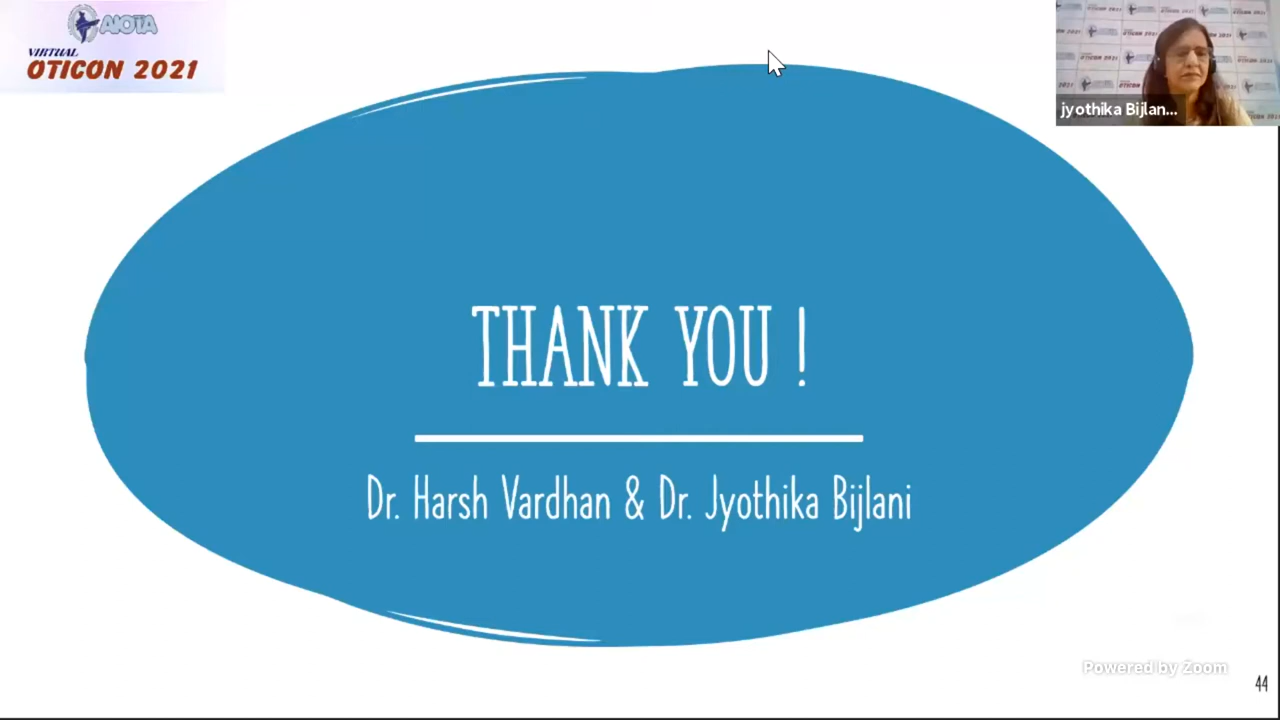 AIOTA
VIRTUAL
OTICON 2021
jyothika Bijlan...
THANK YOU !
Dr. Harsh Vardhan & Dr. Jyothika Bijlani
Powered by Zoom
44